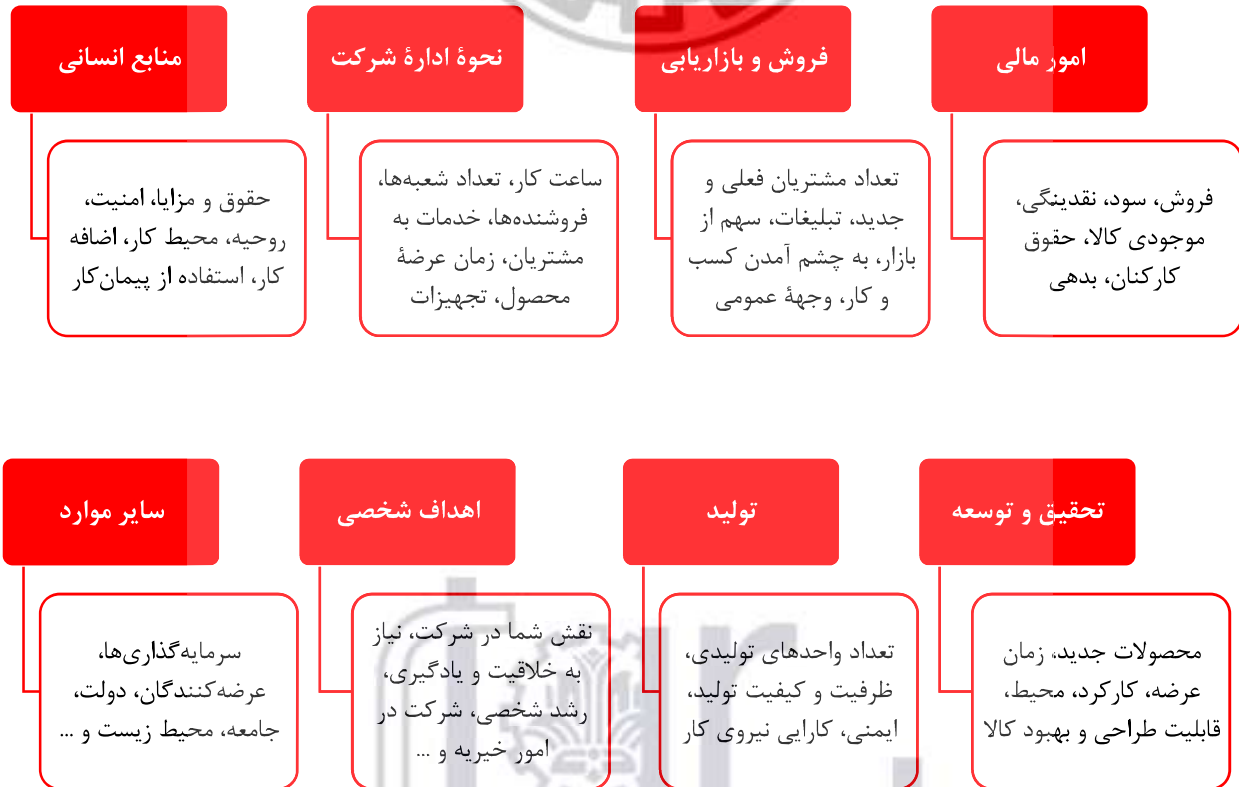 امور مالی
فروش، سود، نقدینگی،
موجودی کالا، حقوق
کارکنان، بدهی
فروش و بازاریابی
تعداد مشتریان فعلی و
جدید، تبلیغات، سهم از
بازار، به چشم آمدن کسب
و کار، وجههٔ عمومی
نحوهٔ ادارهٔ شرکت
ساعت کار، تعداد شعبه‌ها،
فروشنده‌ها، خدمات به
مشتریان، زمان عرضهٔ
محصول، تجهیزات
منابع انسانی
حقوق و مزایا، امنیت،
روحیه، محیط کار، اضافه
کار، استفاده از پیمان‌کار
تحقیق و توسعه
محصولات جدید، زمان
عرضه، کارکرد، محیط،
قابلیت طراحی و بهبود کالا
تولید
تعداد واحدهای تولیدی،
ظرفیت و کیفیت تولید،
ایمنی، کارایی نیروی کار
اهداف شخصی
نقش شما در شرکت، نیاز
به خلاقیت و یادگیری،
رشد شخصی، شرکت در
امور خیریه و ...
سایر موارد
سرمایه‌گذاری‌ها،
عرضه‌کنندگان، دولت،
جامعه، محیط زیست و ...